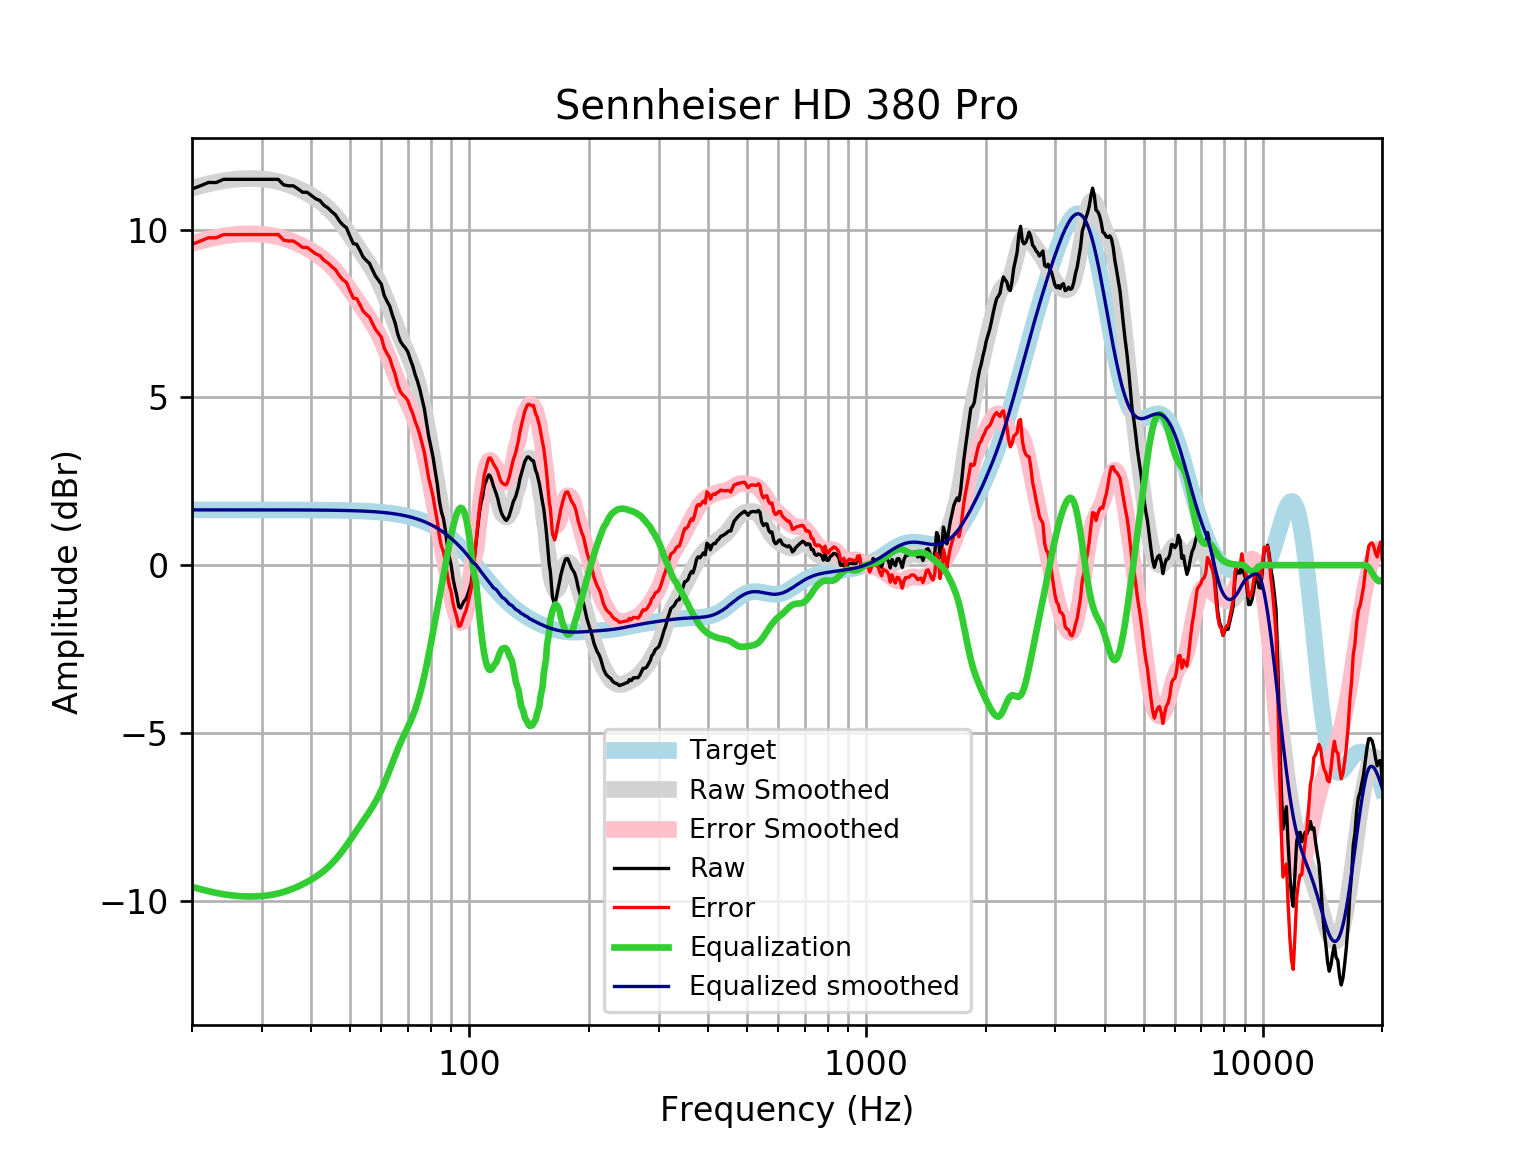 Sennheiser HD 380 Pro
Amplitude (dBr)
10
5
0
−5
−10
Target
Raw Smoothed
Error Smoothed
Raw
Error
Equalization
Equalized smoothed
100
1000
10000
Frequency (Hz)